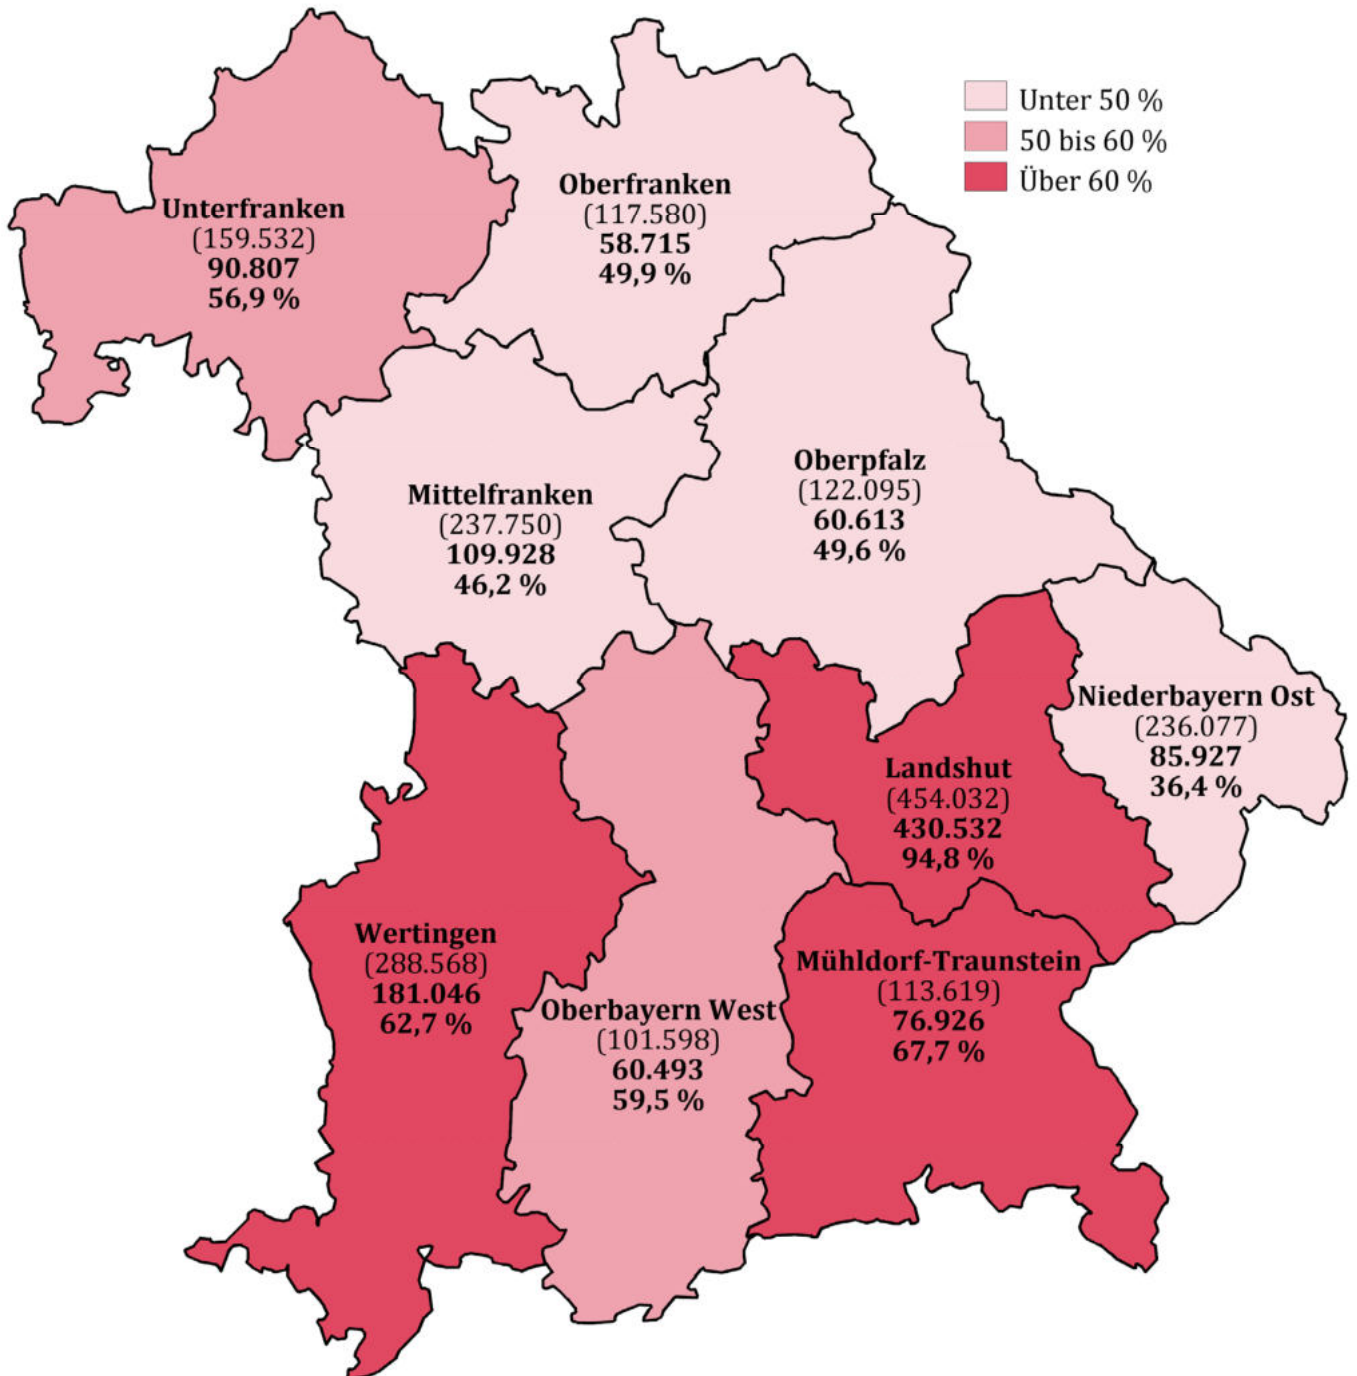 Unter 50 %
50 bis 60 %
Über 60 %
Oberfranken
(117.580)
58.715
49,9 %
Unterfranken
(159.532)
90.807
56,9 %
Oberpfalz
(122.095)
60.613
49,6 %
Mittelfranken
(237.750)
109.928
46,2 %
Niederbayern Ost
(236.077)
85.927
36,4 %
Landshut
(454.032)
430.532
94,8 %
Wertingen
(288.568)
181.046
62,7 %
Mühldorf-Traunstein
(113.619)
76.926
67,7 %
Oberbayern West
(101.598)
60.493
59,5 %